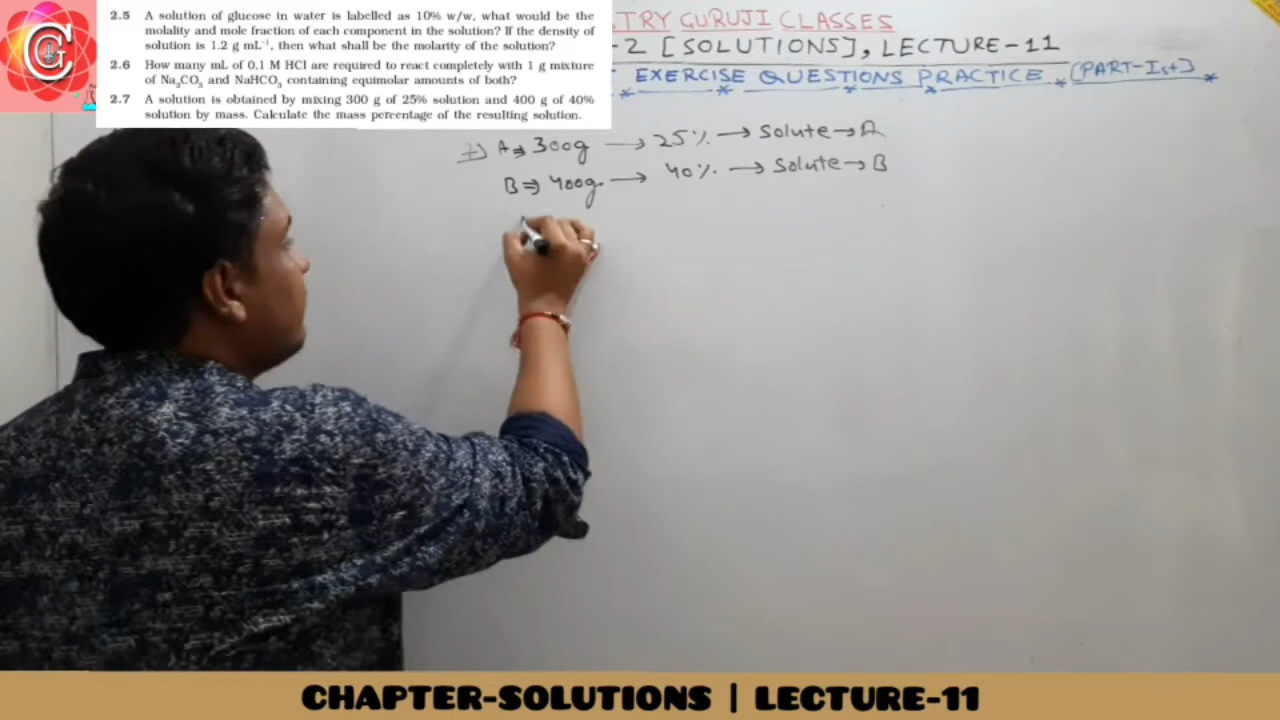 2.5 A solution of glucose in water is labelled as 10% w/w, what would be the
molality and mole fraction of each component in the solution? If the density of
solution is 1.2 g mL⁻¹, then what shall be the molarity of the solution?
2.6 How many mL of 0.1 M HCl are required to react completely with 1 g mixture
of Na₂CO₃ and NaHCO₃ containing equimolar amounts of both?
2.7 A solution is obtained by mixing 300 g of 25% solution and 400 g of 40%
solution by mass. Calculate the mass percentage of the resulting solution.
TRY GURUJI CLASSES
-2 [SOLUTIONS], LECTURE-11
EXERCISE QUESTIONS PRACTICE [PART-Ist]
7) A ⇒ 300g → 25% → Solute → A
B ⇒ 400g. → 40%. → Solute → B
CHAPTER-SOLUTIONS | LECTURE-11